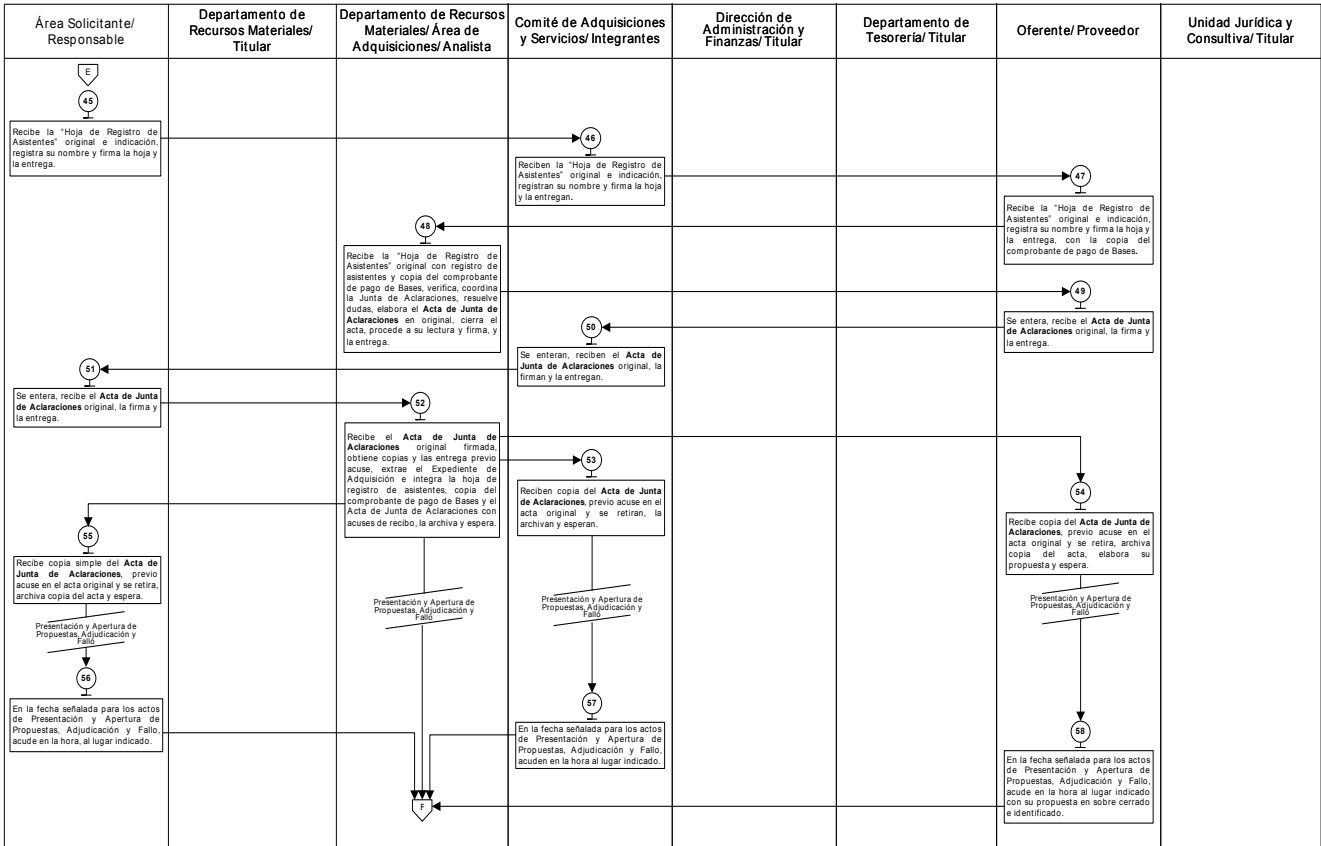 Área Solicitante/
Responsable
Departamento de
Recursos Materiales/
Titular
Departamento de Recursos
Materiales/ Área de
Adquisiciones/ Analista
Comité de Adquisiciones
y Servicios/ Integrantes
Dirección de
Administración y
Finanzas/ Titular
Departamento de
Tesorería/ Titular
Oferente/ Proveedor
Unidad Jurídica y
Consultiva/ Titular
E
45
Recibe la “Hoja de Registro de
Asistentes” original e indicación,
registra su nombre y firma la hoja y
la entrega.
46
Reciben la “Hoja de Registro de
Asistentes” original e indicación,
registran su nombre y firma la hoja
y la entregan.
47
Recibe la “Hoja de Registro de
Asistentes” original e indicación,
registra su nombre y firma la hoja y
la entrega, con la copia del
comprobante de pago de Bases.
48
Recibe la “Hoja de Registro de
Asistentes” original con registro de
asistentes y copia del comprobante
de pago de Bases, verifica, coordina
la Junta de Aclaraciones, resuelve
dudas, elabora el Acta de Junta de
Aclaraciones en original, cierra el
acta, procede a su lectura y firma, y
la entrega.
49
Se entera, recibe el Acta de Junta
de Aclaraciones original, la firma y
la entrega.
50
Se enteran, reciben el Acta de
Junta de Aclaraciones original, la
firman y la entregan.
51
Se entera, recibe el Acta de Junta
de Aclaraciones original, la firma y
la entrega.
52
Recibe el Acta de Junta de
Aclaraciones original firmada,
obtiene copias y las entrega previo
acuse, extrae el Expediente de
Adquisición e integra la hoja de
registro de asistentes, copia del
comprobante de pago de Bases y el
Acta de Junta de Aclaraciones con
acuses de recibo, la archiva y espera.
53
Reciben copia del Acta de Junta
de Aclaraciones, previo acuse en el
acta original y se retiran, la
archivan y esperan.
54
Recibe copia del Acta de Junta de
Aclaraciones, previo acuse en el
acta original y se retira, archiva
copia del acta, elabora su
propuesta y espera.
55
Recibe copia simple del Acta de
Junta de Aclaraciones, previo
acuse en el acta original y se retira,
archiva copia del acta y espera.
Presentación y Apertura de
Propuestas, Adjudicación y
Falló
Presentación y Apertura de
Propuestas, Adjudicación y
Falló
Presentación y Apertura de
Propuestas, Adjudicación y
Falló
Presentación y Apertura de
Propuestas, Adjudicación y
Falló
56
En la fecha señalada para los actos
de Presentación y Apertura de
Propuestas, Adjudicación y Fallo,
acude en la hora, al lugar indicado.
57
En la fecha señalada para los actos
de Presentación y Apertura de
Propuestas, Adjudicación y Fallo,
acuden en la hora al lugar indicado.
58
En la fecha señalada para los actos
de Presentación y Apertura de
Propuestas, Adjudicación y Fallo,
acude en la hora al lugar indicado
con su propuesta en sobre cerrado
e identificado.
F